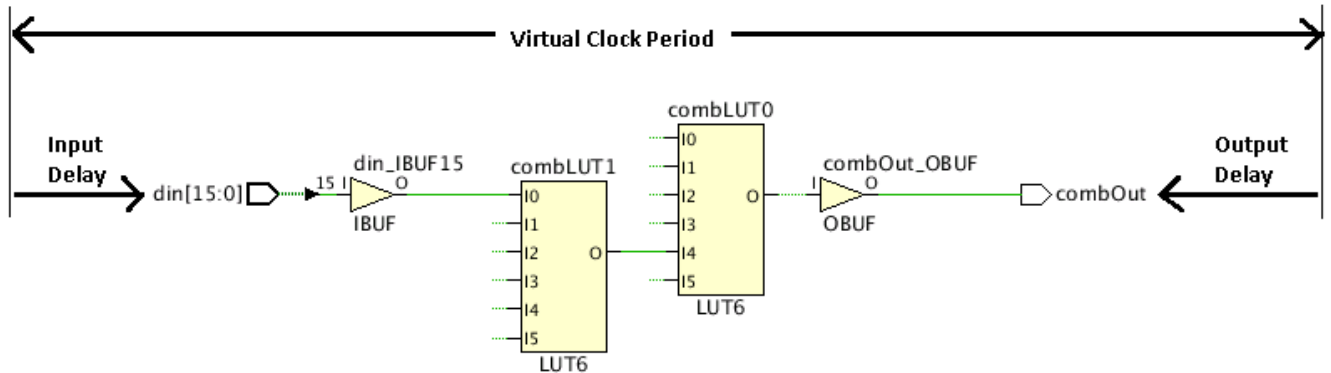 Virtual Clock Period
combLUT0
I0
I1
I2
I3
I4
I5
O
LUT6
Input
Delay
Output
Delay
din_IBUF15
combLUT1
combOut_OBUF
din[15:0]
15 I
O
IBUF
I0
I1
I2
I3
I4
I5
O
LUT6
I
O
OBUF
combOut